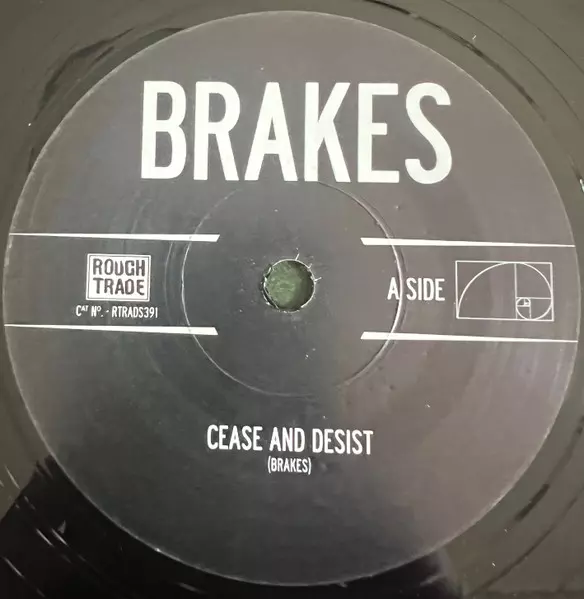 BRAKES
ROUGH
TRADE
CAT NO. - RTRADS391
A SIDE
CEASE AND DESIST
(BRAKES)